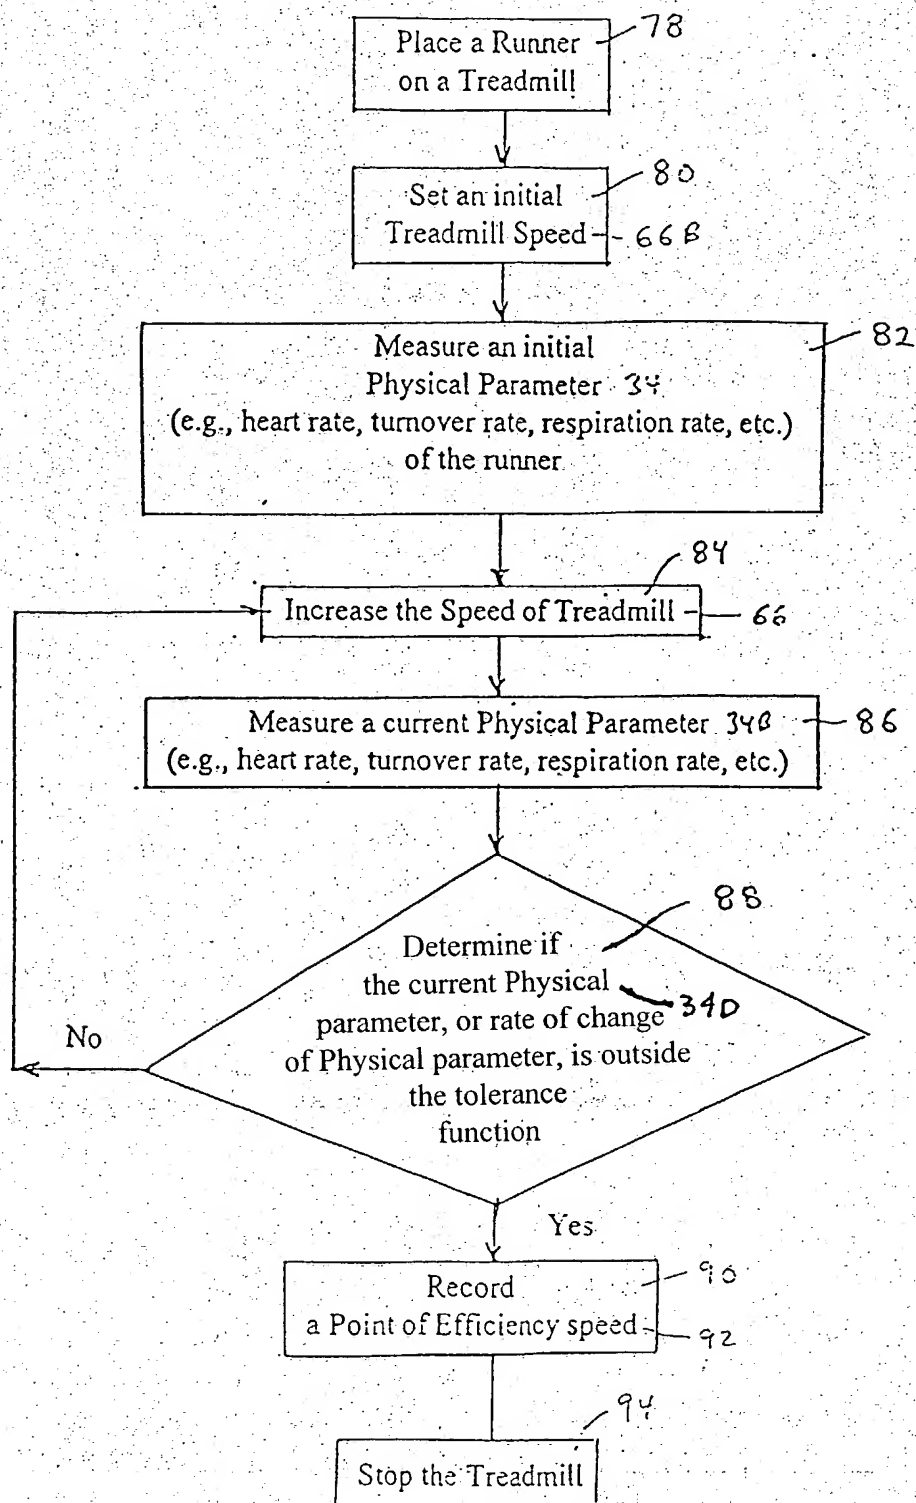 Place a Runner 78
on a Treadmill
80
Set an initial
Treadmill Speed 66B
82
Measure an initial
Physical Parameter 34
(e.g., heart rate, turnover rate, respiration rate, etc.)
of the runner
84
Increase the Speed of Treadmill 66
Measure a current Physical Parameter 34B 86
(e.g., heart rate, turnover rate, respiration rate, etc.)
88
Determine if
the current Physical
parameter, or rate of change 34D
of Physical parameter, is outside
the tolerance
function
No
Yes
Record 90
a Point of Efficiency speed 92
94
Stop the Treadmill